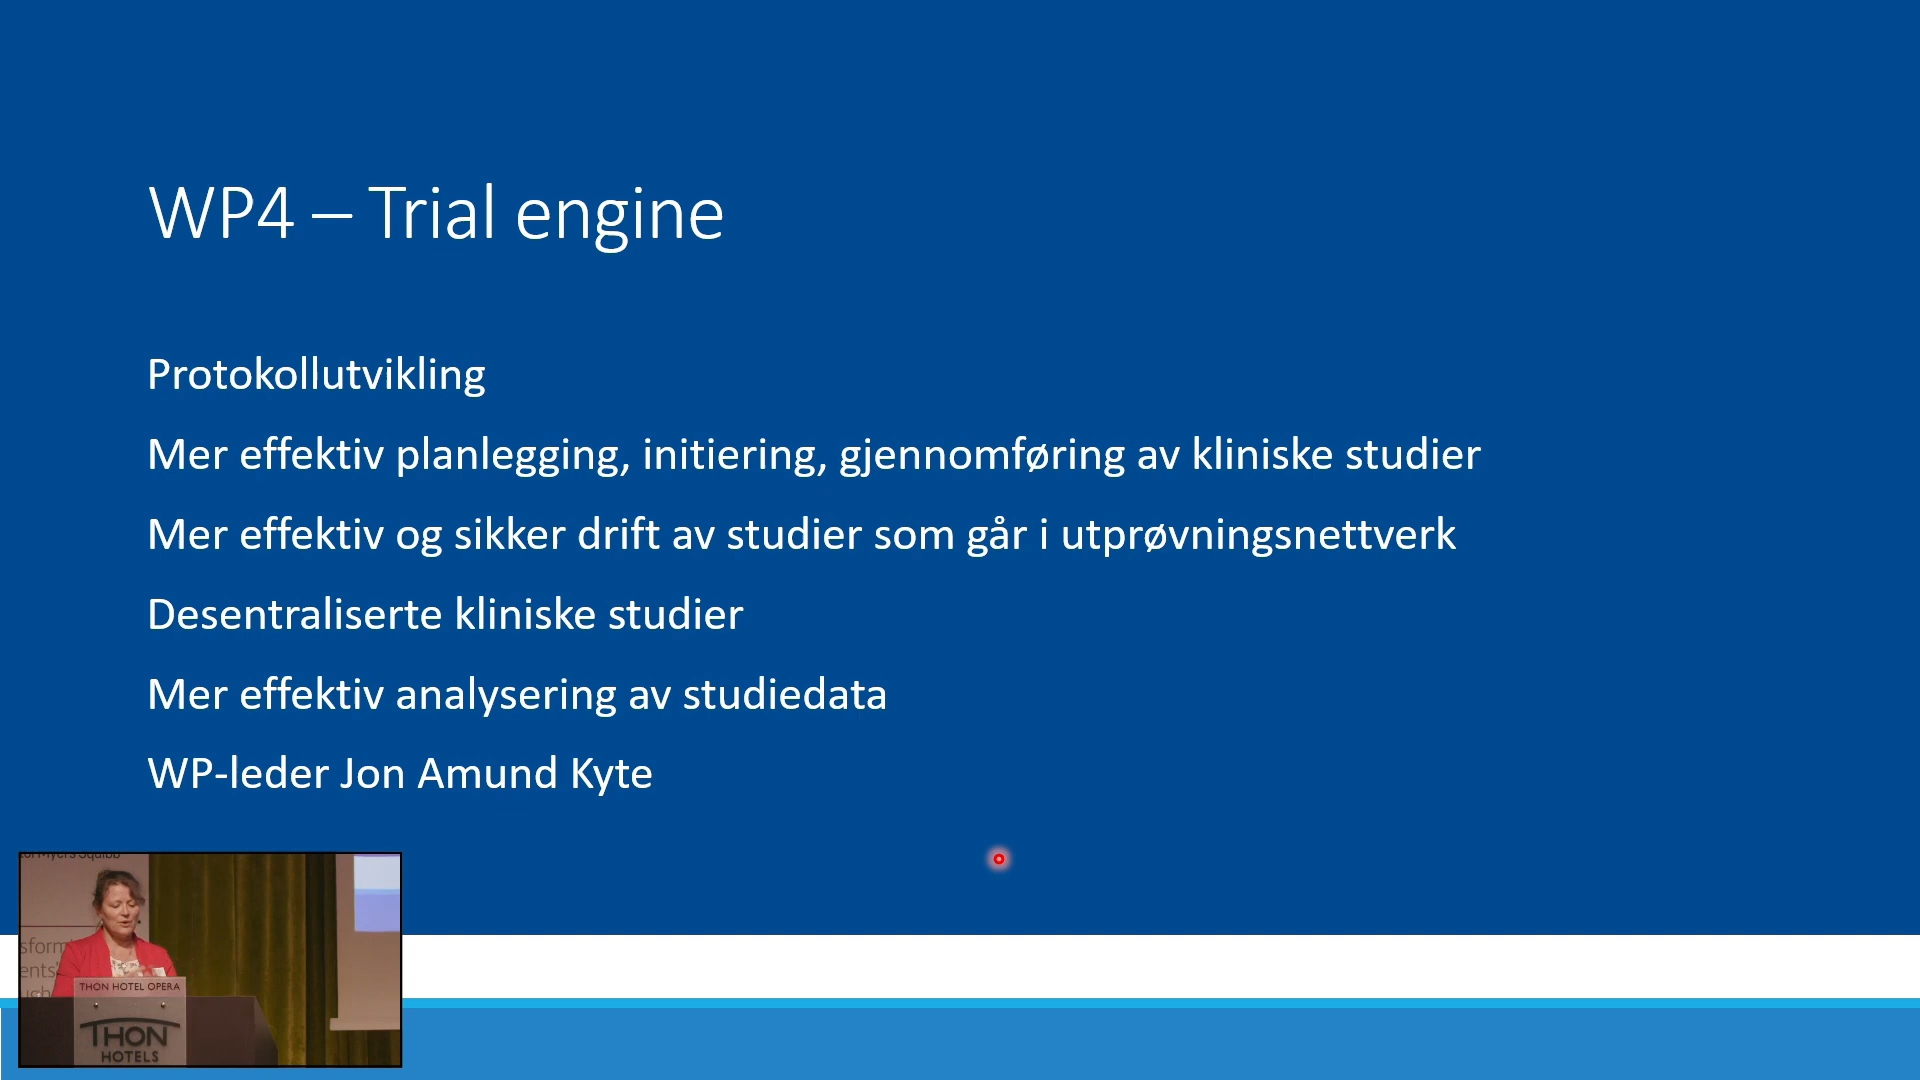 WP4 – Trial engine
Protokollutvikling
Mer effektiv planlegging, initiering, gjennomføring av kliniske studier
Mer effektiv og sikker drift av studier som går i utprøvningsnettverk
Desentraliserte kliniske studier
Mer effektiv analysering av studiedata
WP-leder Jon Amund Kyte
Myers Squibb
THON HOTEL OPERA
THON
HOTELS